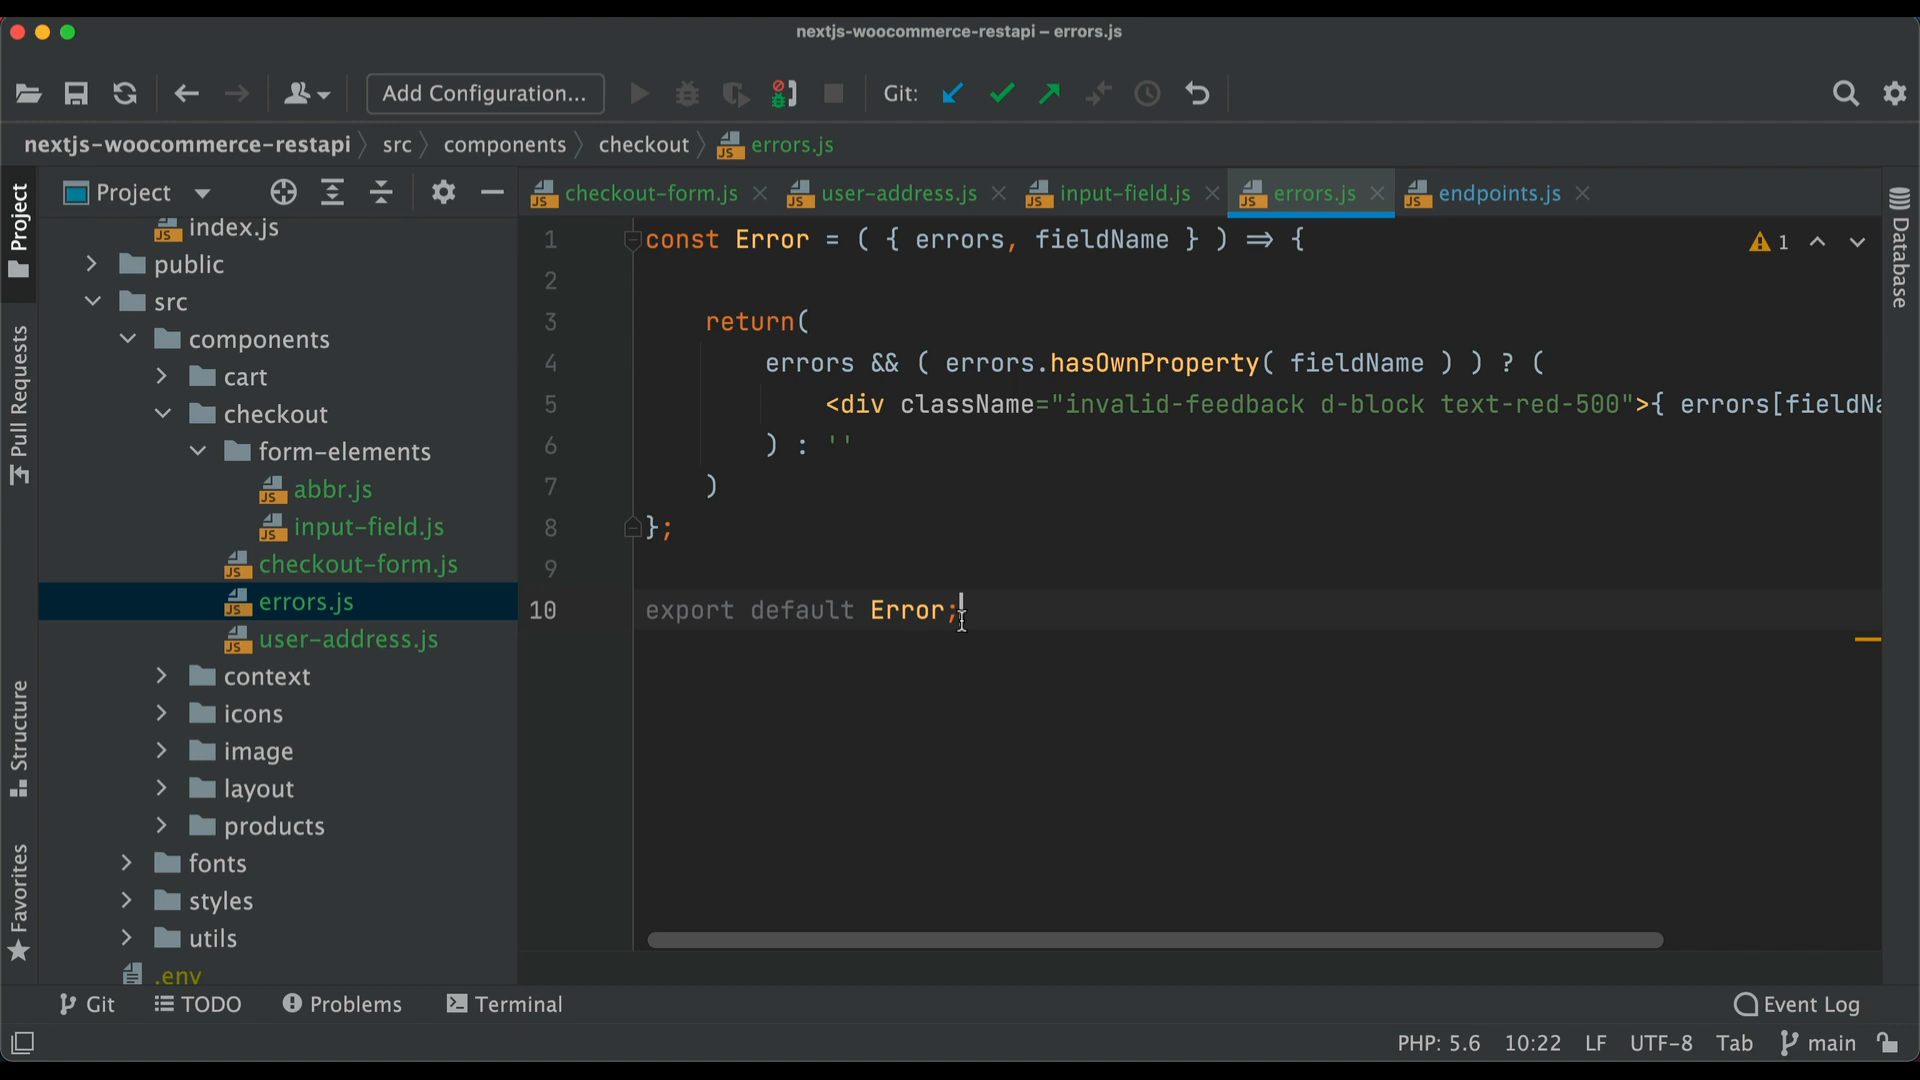 nextjs-woocommerce-restapi – errors.js
Add Configuration...
Git:
nextjs-woocommerce-restapi
src
components
checkout
errors.js
Project
Pull Requests
Structure
Favorites
Project
index.js
public
src
components
cart
checkout
form-elements
abbr.js
input-field.js
checkout-form.js
errors.js
user-address.js
context
icons
image
layout
products
fonts
styles
utils
.env
checkout-form.js
user-address.js
input-field.js
errors.js
endpoints.js
1 const Error = ( { errors, fieldName } ) => {
2
3 return(
4 errors && ( errors.hasOwnProperty( fieldName ) ) ? (
5 <div className="invalid-feedback d-block text-red-500">{ errors[fieldNa
6 ) : ''
7 )
8 };
9
10 export default Error;
1
Database
Git
TODO
Problems
Terminal
Event Log
PHP: 5.6
10:22
LF
UTF-8
Tab
main